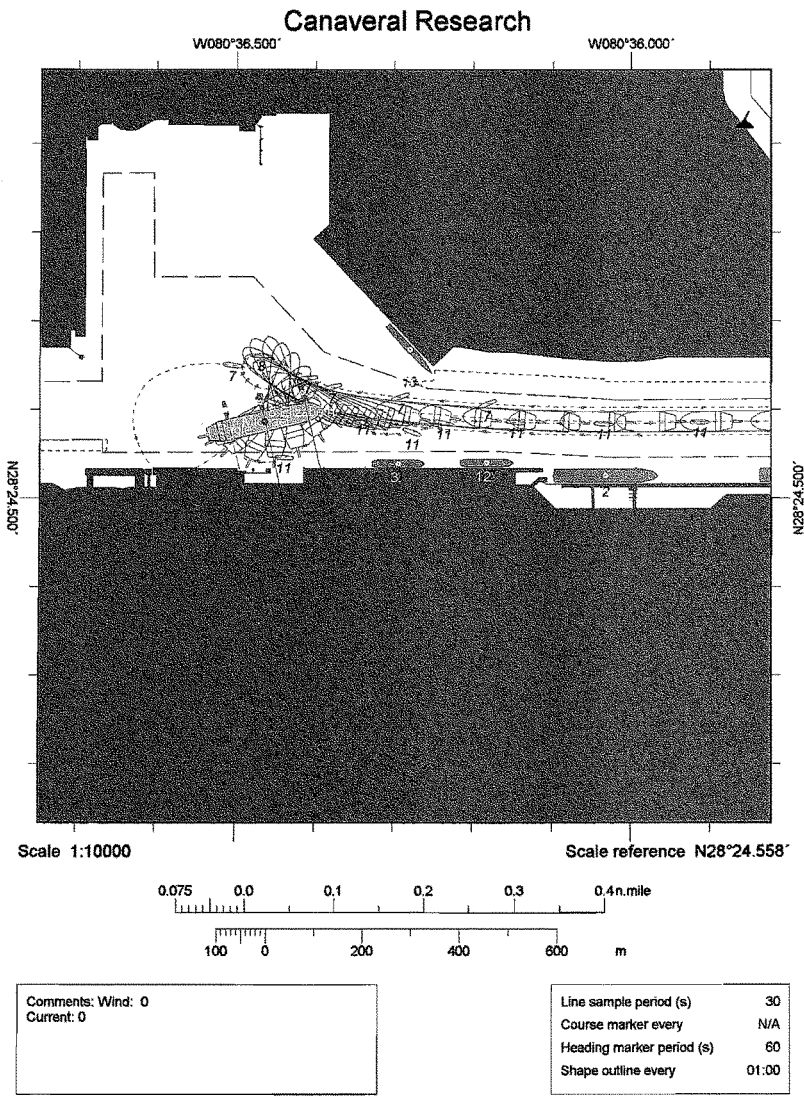 Canaveral Research
W080°36.500´ W080°36.000´
13
7
11 11 11 11 11
11
11
3 12 2
N28°24.500´ N28°24.500´
Scale 1:10000 Scale reference N28°24.558´
0.075 0.0 0.1 0.2 0.3 0.4n.mile
100 0 200 400 600 m
Comments: Wind: 0
Current: 0
Line sample period (s) 30
Course marker every N/A
Heading marker period (s) 60
Shape outline every 01:00